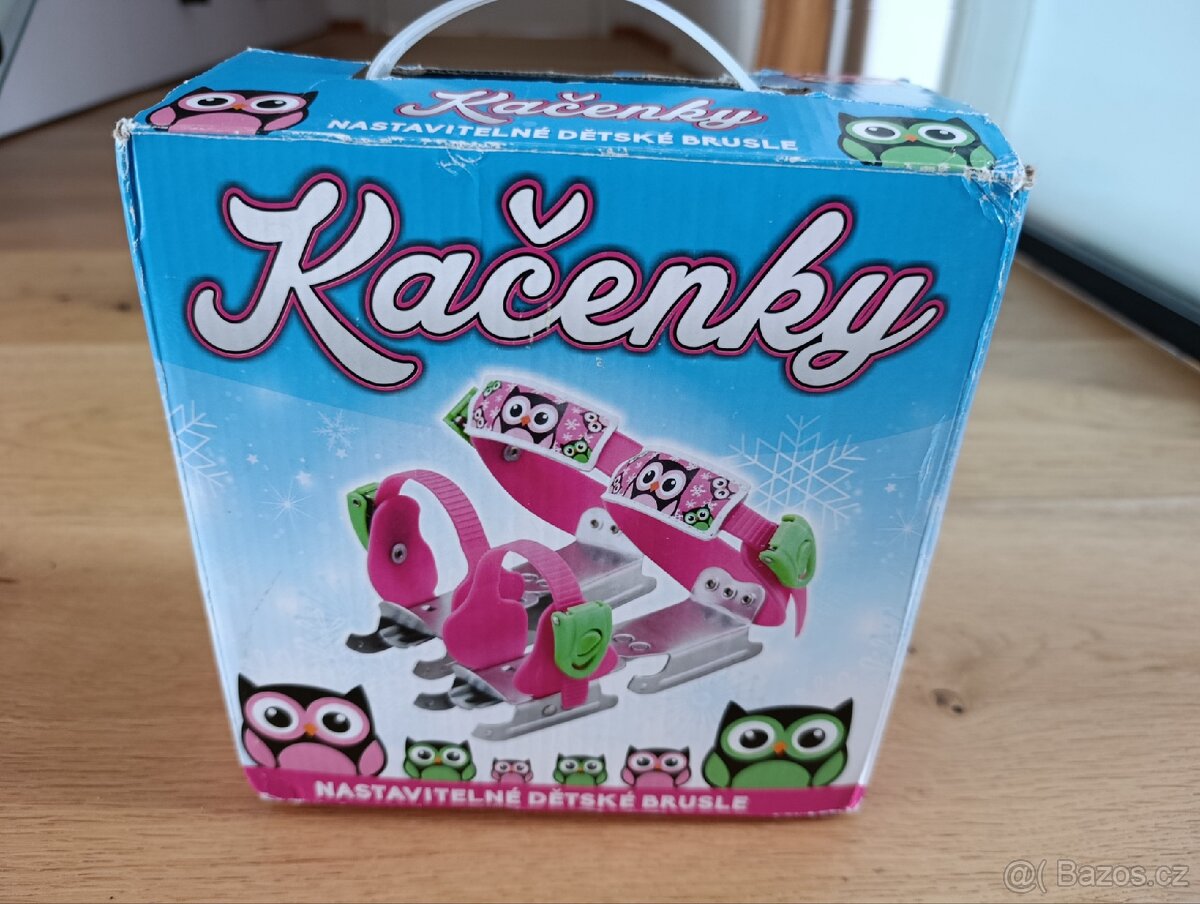 Kačenky
NASTAVITELNÉ DĚTSKÉ BRUSLE
Kačenky
NASTAVITELNÉ DĚTSKÉ BRUSLE
@( Bazos.cz